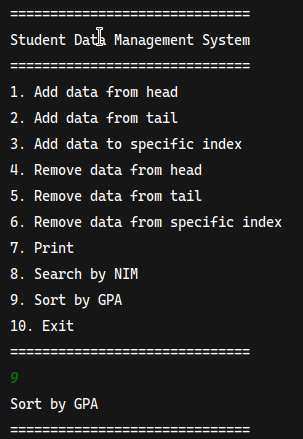 ==============================
Student Data Management System
==============================
1. Add data from head
2. Add data from tail
3. Add data to specific index
4. Remove data from head
5. Remove data from tail
6. Remove data from specific index
7. Print
8. Search by NIM
9. Sort by GPA
10. Exit
==============================
9
Sort by GPA
==============================